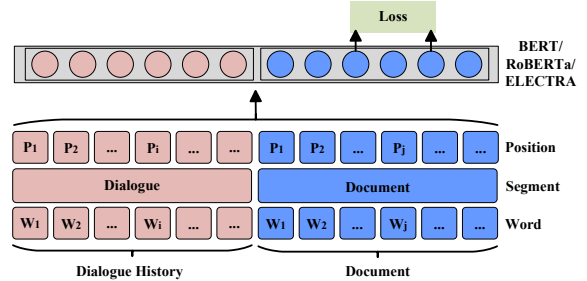 Loss
BERT/
RoBERTa/
ELECTRA
P1 P2 ... Pi ... ... P1 P2 ... Pj ... ... Position
Dialogue Document Segment
W1 W2 ... Wi ... ... W1 W2 ... Wj ... ... Word
Dialogue History Document